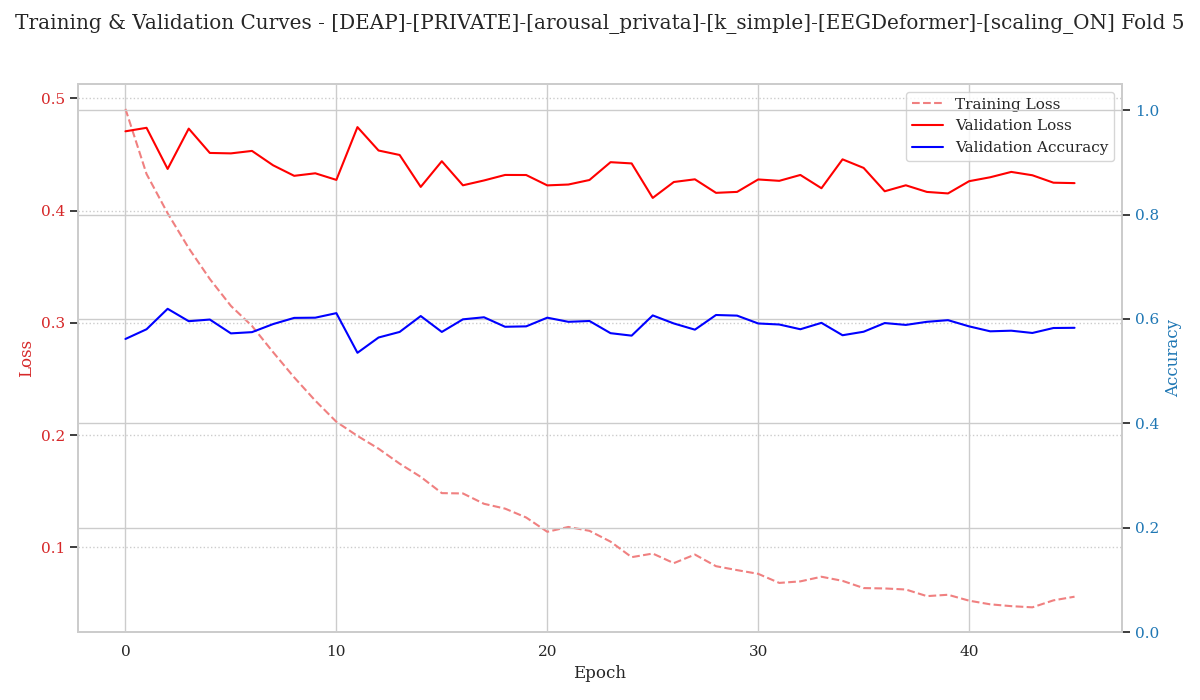 Training & Validation Curves - [DEAP]-[PRIVATE]-[arousal_privata]-[k_simple]-[EEGDeformer]-[scaling_ON] Fold 5
Training Loss
Validation Loss
Validation Accuracy
0.5
0.4
0.3
0.2
0.1
Loss
1.0
0.8
0.6
0.4
0.2
0.0
Accuracy
0 10 20 30 40
Epoch